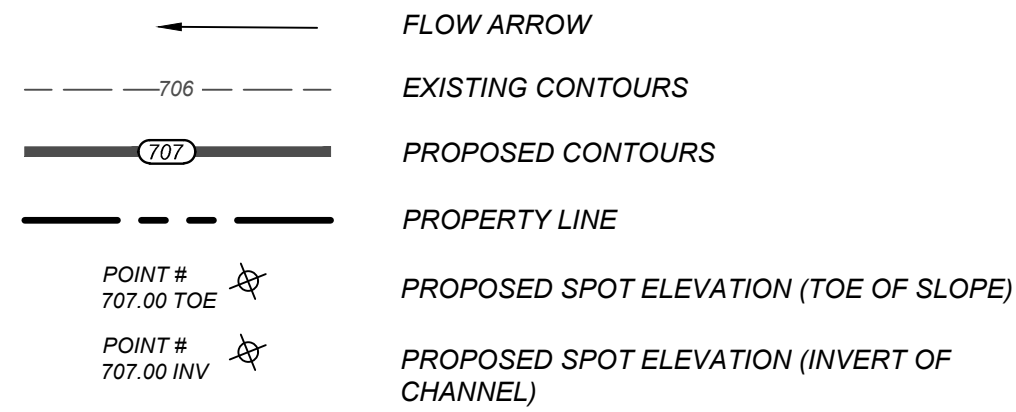 FLOW ARROW
706 EXISTING CONTOURS
707 PROPOSED CONTOURS
PROPERTY LINE
POINT #
707.00 TOE
PROPOSED SPOT ELEVATION (TOE OF SLOPE)
POINT #
707.00 INV
PROPOSED SPOT ELEVATION (INVERT OF
CHANNEL)